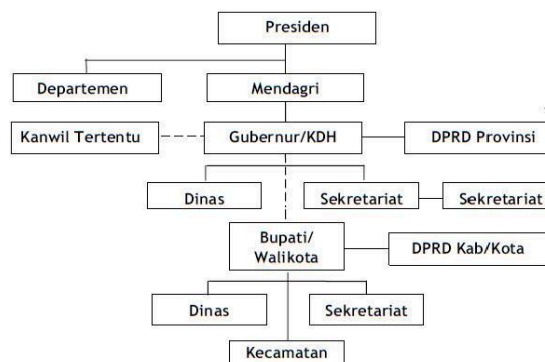 Presiden
Departemen
Mendagri
Kanwil Tertentu
Gubernur/KDH
DPRD Provinsi
Dinas
Sekretariat
Sekretariat
Bupati/
Walikota
DPRD Kab/Kota
Dinas
Sekretariat
Kecamatan